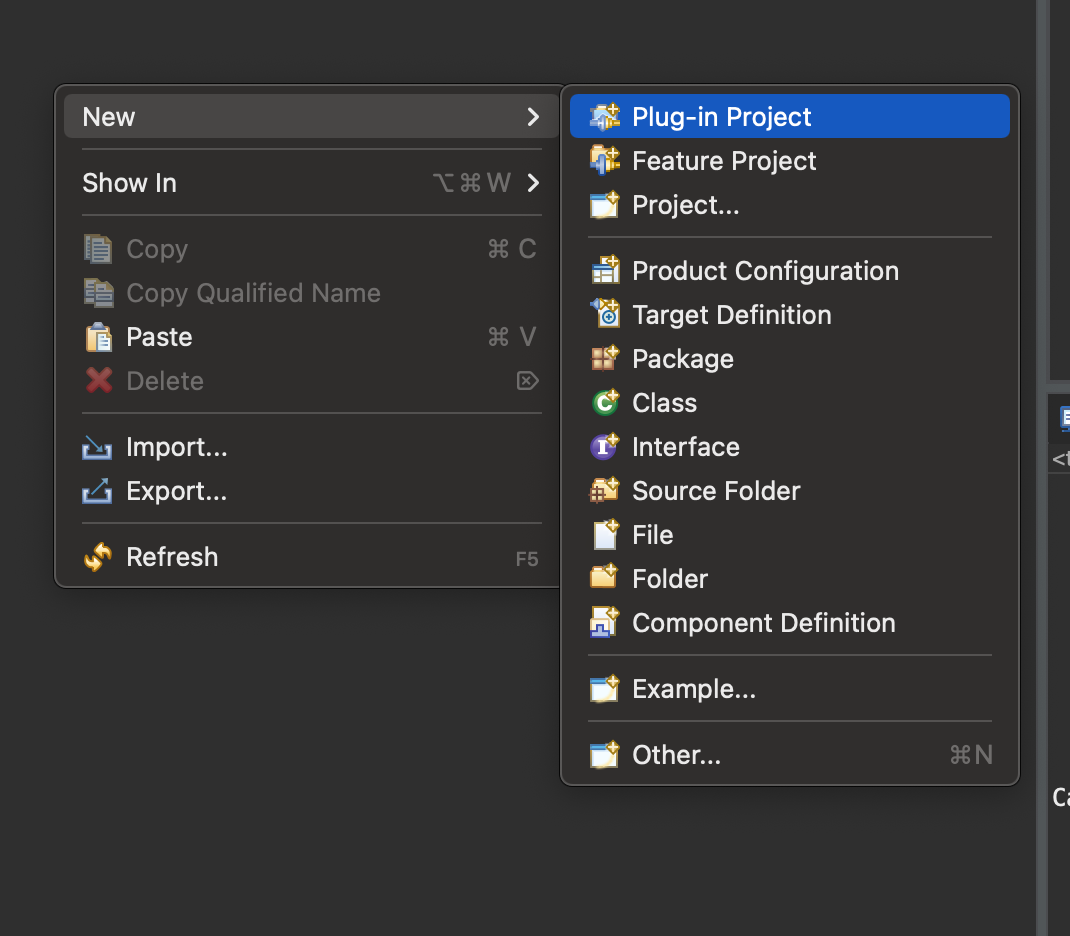 New
Show In ⌥⌘W
Copy ⌘C
Copy Qualified Name
Paste ⌘V
Delete ⌦
Import...
Export...
Refresh F5
Plug-in Project
Feature Project
Project...
Product Configuration
Target Definition
Package
Class
Interface
Source Folder
File
Folder
Component Definition
Example...
Other... ⌘N